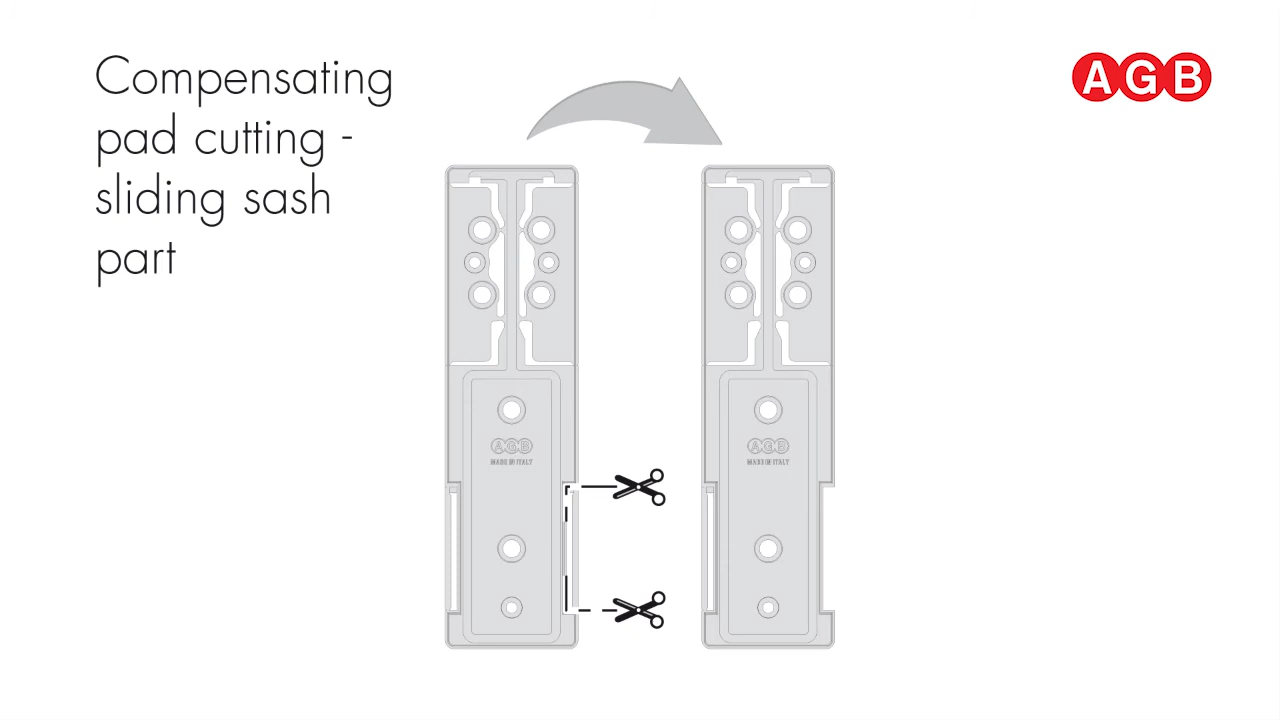 Compensating
pad cutting -
sliding sash
part
AGB
AGB
MADE IN ITALY
AGB
MADE IN ITALY